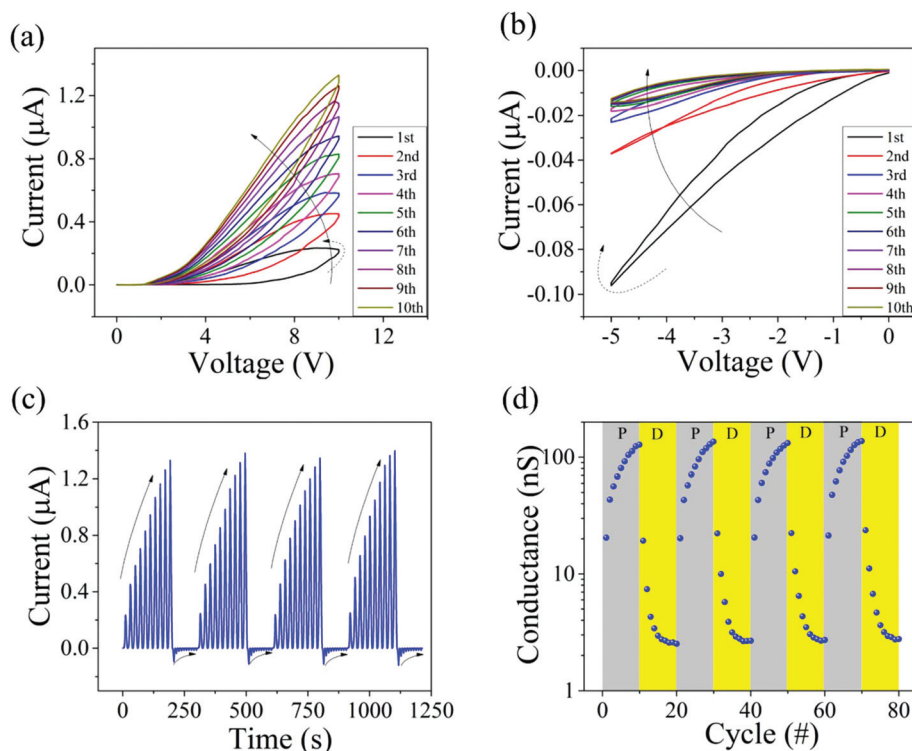 (a)
Current (μA)
1.2
0.8
0.4
0.0
0 4 8 12
Voltage (V)
1st
2nd
3rd
4th
5th
6th
7th
8th
9th
10th
(b)
Current (μA)
0.00
-0.02
-0.04
-0.06
-0.08
-0.10
-5 -4 -3 -2 -1 0
Voltage (V)
1st
2nd
3rd
4th
5th
6th
7th
8th
9th
10th
(c)
Current (μA)
1.6
1.2
0.8
0.4
0.0
0 250 500 750 1000 1250
Time (s)
(d)
Conductance (nS)
P D P D P D P D
100
10
1
0 20 40 60 80
Cycle (#)